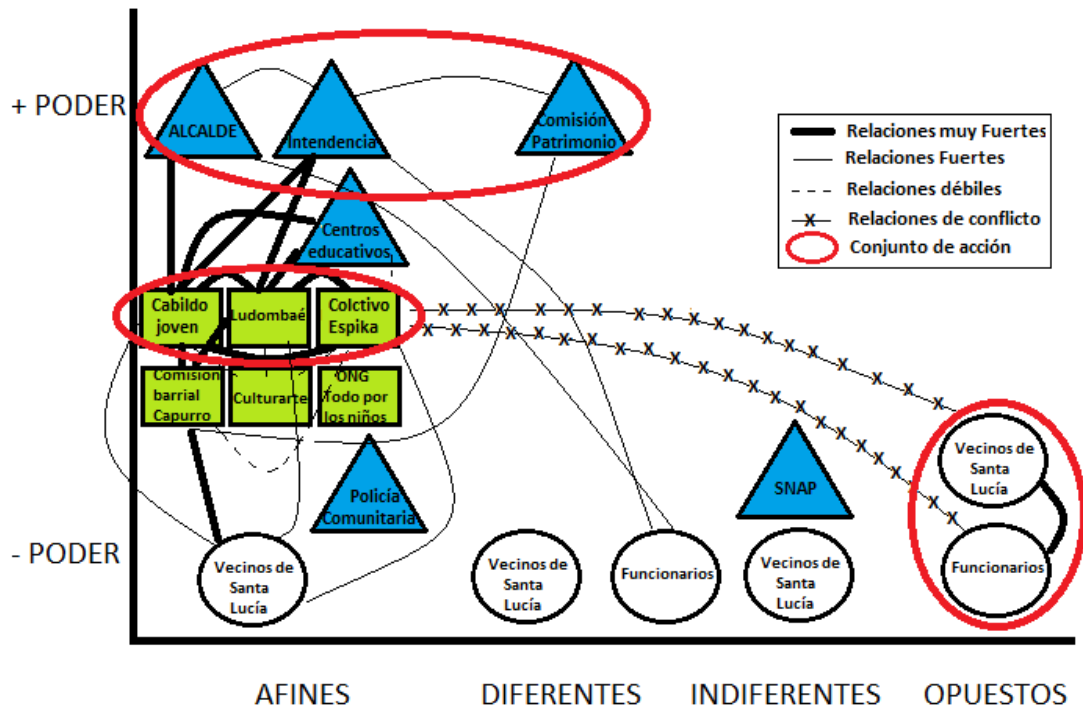 + PODER
ALCALDE
Intendencia
Comisión
Patrimonio
Relaciones muy Fuertes
Relaciones Fuertes
Relaciones débiles
X
Relaciones de conflicto
Conjunto de acción
Centros
educativos
Cabildo
joven
Ludombaé
Colctivo
Espika
X X X X X X X X X X X X X X X X
X X X X X X X X X X X X X X X X X X X X
Comisión
barrial
Capurro
Culturarte
ONG
Todo por
los niños
Policía
Comunitaria
SNAP
Vecinos de
Santa
Lucía
- PODER
Vecinos de
Santa
Lucía
Vecinos de
Santa
Lucía
Funcionarios
Vecinos de
Santa
Lucía
Funcionarios
AFINES
DIFERENTES
INDIFERENTES
OPUESTOS